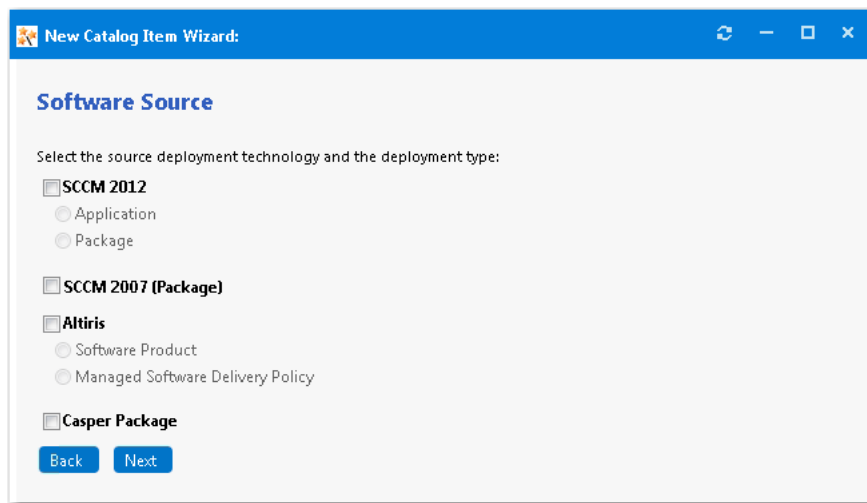 New Catalog Item Wizard:
Software Source
Select the source deployment technology and the deployment type:
SCCM 2012
Application
Package
SCCM 2007 (Package)
Altiris
Software Product
Managed Software Delivery Policy
Casper Package
Back Next